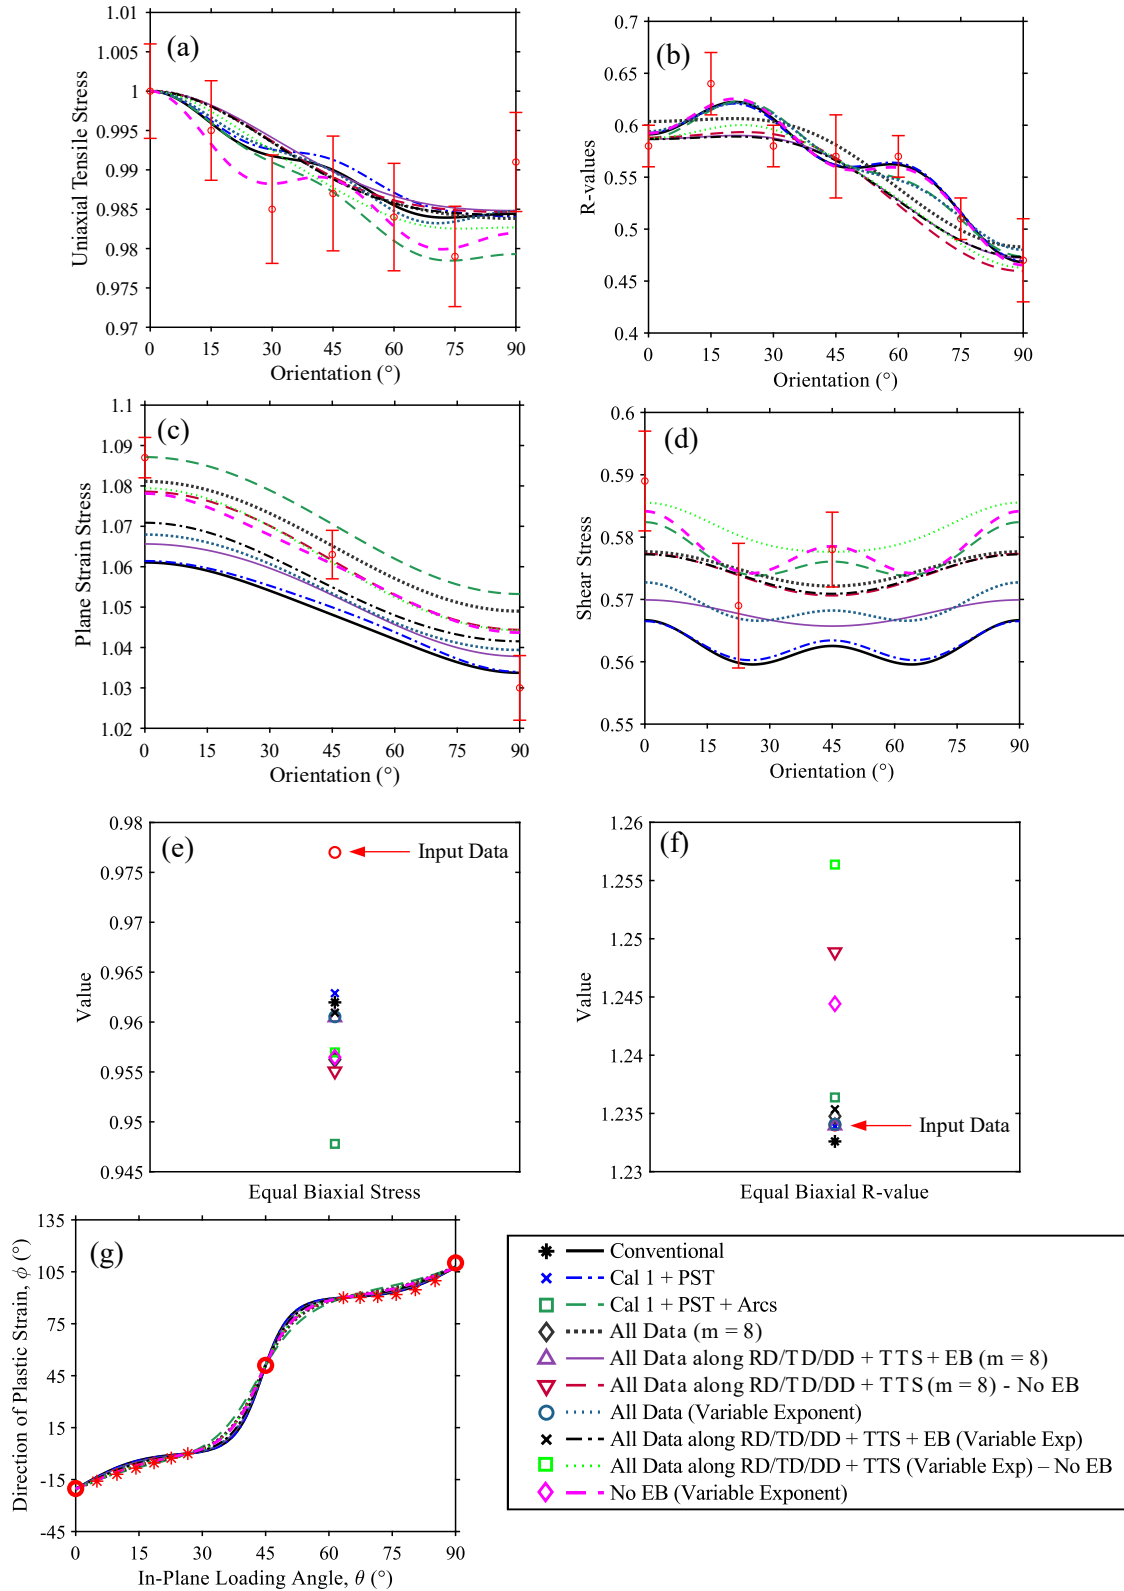 (a)
Uniaxial Tensile Stress
1.01
1.005
1
0.995
0.99
0.985
0.98
0.975
0.97
0 15 30 45 60 75 90
Orientation (°)
(b)
R-values
0.7
0.65
0.6
0.55
0.5
0.45
0.4
0 15 30 45 60 75 90
Orientation (°)
(c)
Plane Strain Stress
1.1
1.09
1.08
1.07
1.06
1.05
1.04
1.03
1.02
0 15 30 45 60 75 90
Orientation (°)
(d)
Shear Stress
0.6
0.59
0.58
0.57
0.56
0.55
0 15 30 45 60 75 90
Orientation (°)
(e)
Value
0.98
0.975
0.97
0.965
0.96
0.955
0.95
0.945
Input Data
Equal Biaxial Stress
(f)
Value
1.26
1.255
1.25
1.245
1.24
1.235
1.23
Input Data
Equal Biaxial R-value
(g)
Direction of Plastic Strain, ϕ (°)
135
105
75
45
15
-15
-45
0 15 30 45 60 75 90
In-Plane Loading Angle, θ (°)
Conventional
Cal 1 + PST
Cal 1 + PST + Arcs
All Data (m = 8)
All Data along RD/TD/DD + TTS + EB (m = 8)
All Data along RD/TD/DD + TTS (m = 8) - No EB
All Data (Variable Exponent)
All Data along RD/TD/DD + TTS + EB (Variable Exp)
All Data along RD/TD/DD + TTS (Variable Exp) – No EB
No EB (Variable Exponent)